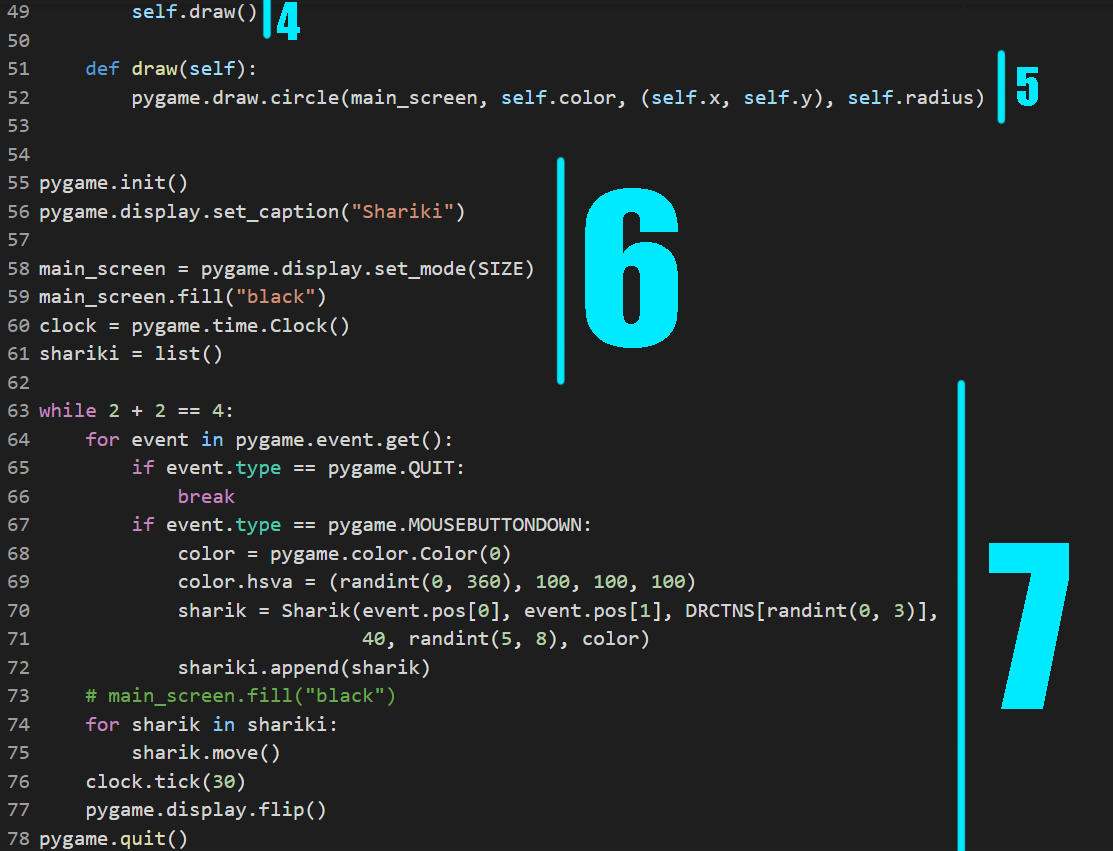 49 self.draw() 4
50
51 def draw(self):
52 pygame.draw.circle(main_screen, self.color, (self.x, self.y), self.radius) 5
53
54
55 pygame.init()
56 pygame.display.set_caption("Shariki")
57
58 main_screen = pygame.display.set_mode(SIZE)
59 main_screen.fill("black")
60 clock = pygame.time.Clock()
61 shariki = list()
6
62
63 while 2 + 2 == 4:
64 for event in pygame.event.get():
65 if event.type == pygame.QUIT:
66 break
67 if event.type == pygame.MOUSEBUTTONDOWN:
68 color = pygame.color.Color(0)
69 color.hsva = (randint(0, 360), 100, 100, 100)
70 sharik = Sharik(event.pos[0], event.pos[1], DRCTNS[randint(0, 3)],
71 40, randint(5, 8), color)
72 shariki.append(sharik)
73 # main_screen.fill("black")
74 for sharik in shariki:
75 sharik.move()
76 clock.tick(30)
77 pygame.display.flip()
78 pygame.quit()
7